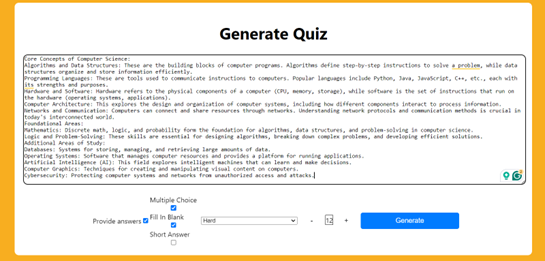 Generate Quiz
Core Concepts of Computer Science:
Algorithms and Data Structures: These are the building blocks of computer programs. Algorithms define step-by-step instructions to solve a problem, while data
structures organize and store information efficiently.
Programming Languages: These are tools used to communicate instructions to computers. Popular languages include Python, Java, JavaScript, C++, etc., each with
its strengths and purposes.
Hardware and Software: Hardware refers to the physical components of a computer (CPU, memory, storage), while software is the set of instructions that run on
the hardware (operating systems, applications).
Computer Architecture: This explores the design and organization of computer systems, including how different components interact to process information.
Networks and Communication: Computers can connect and share resources through networks. Understanding network protocols and communication methods is crucial in
today's interconnected world.
Foundational Areas:
Mathematics: Discrete math, logic, and probability form the foundation for algorithms, data structures, and problem-solving in computer science.
Logic and Problem-Solving: These skills are essential for designing algorithms, breaking down complex problems, and developing efficient solutions.
Additional Areas of Study:
Databases: Systems for storing, managing, and retrieving large amounts of data.
Operating Systems: Software that manages computer resources and provides a platform for running applications.
Artificial Intelligence (AI): This field explores intelligent machines that can learn and make decisions.
Computer Graphics: Techniques for creating and manipulating visual content on computers.
Cybersecurity: Protecting computer systems and networks from unauthorized access and attacks.
Multiple Choice
Provide answers Fill In Blank Hard - 12 + Generate
Short Answer